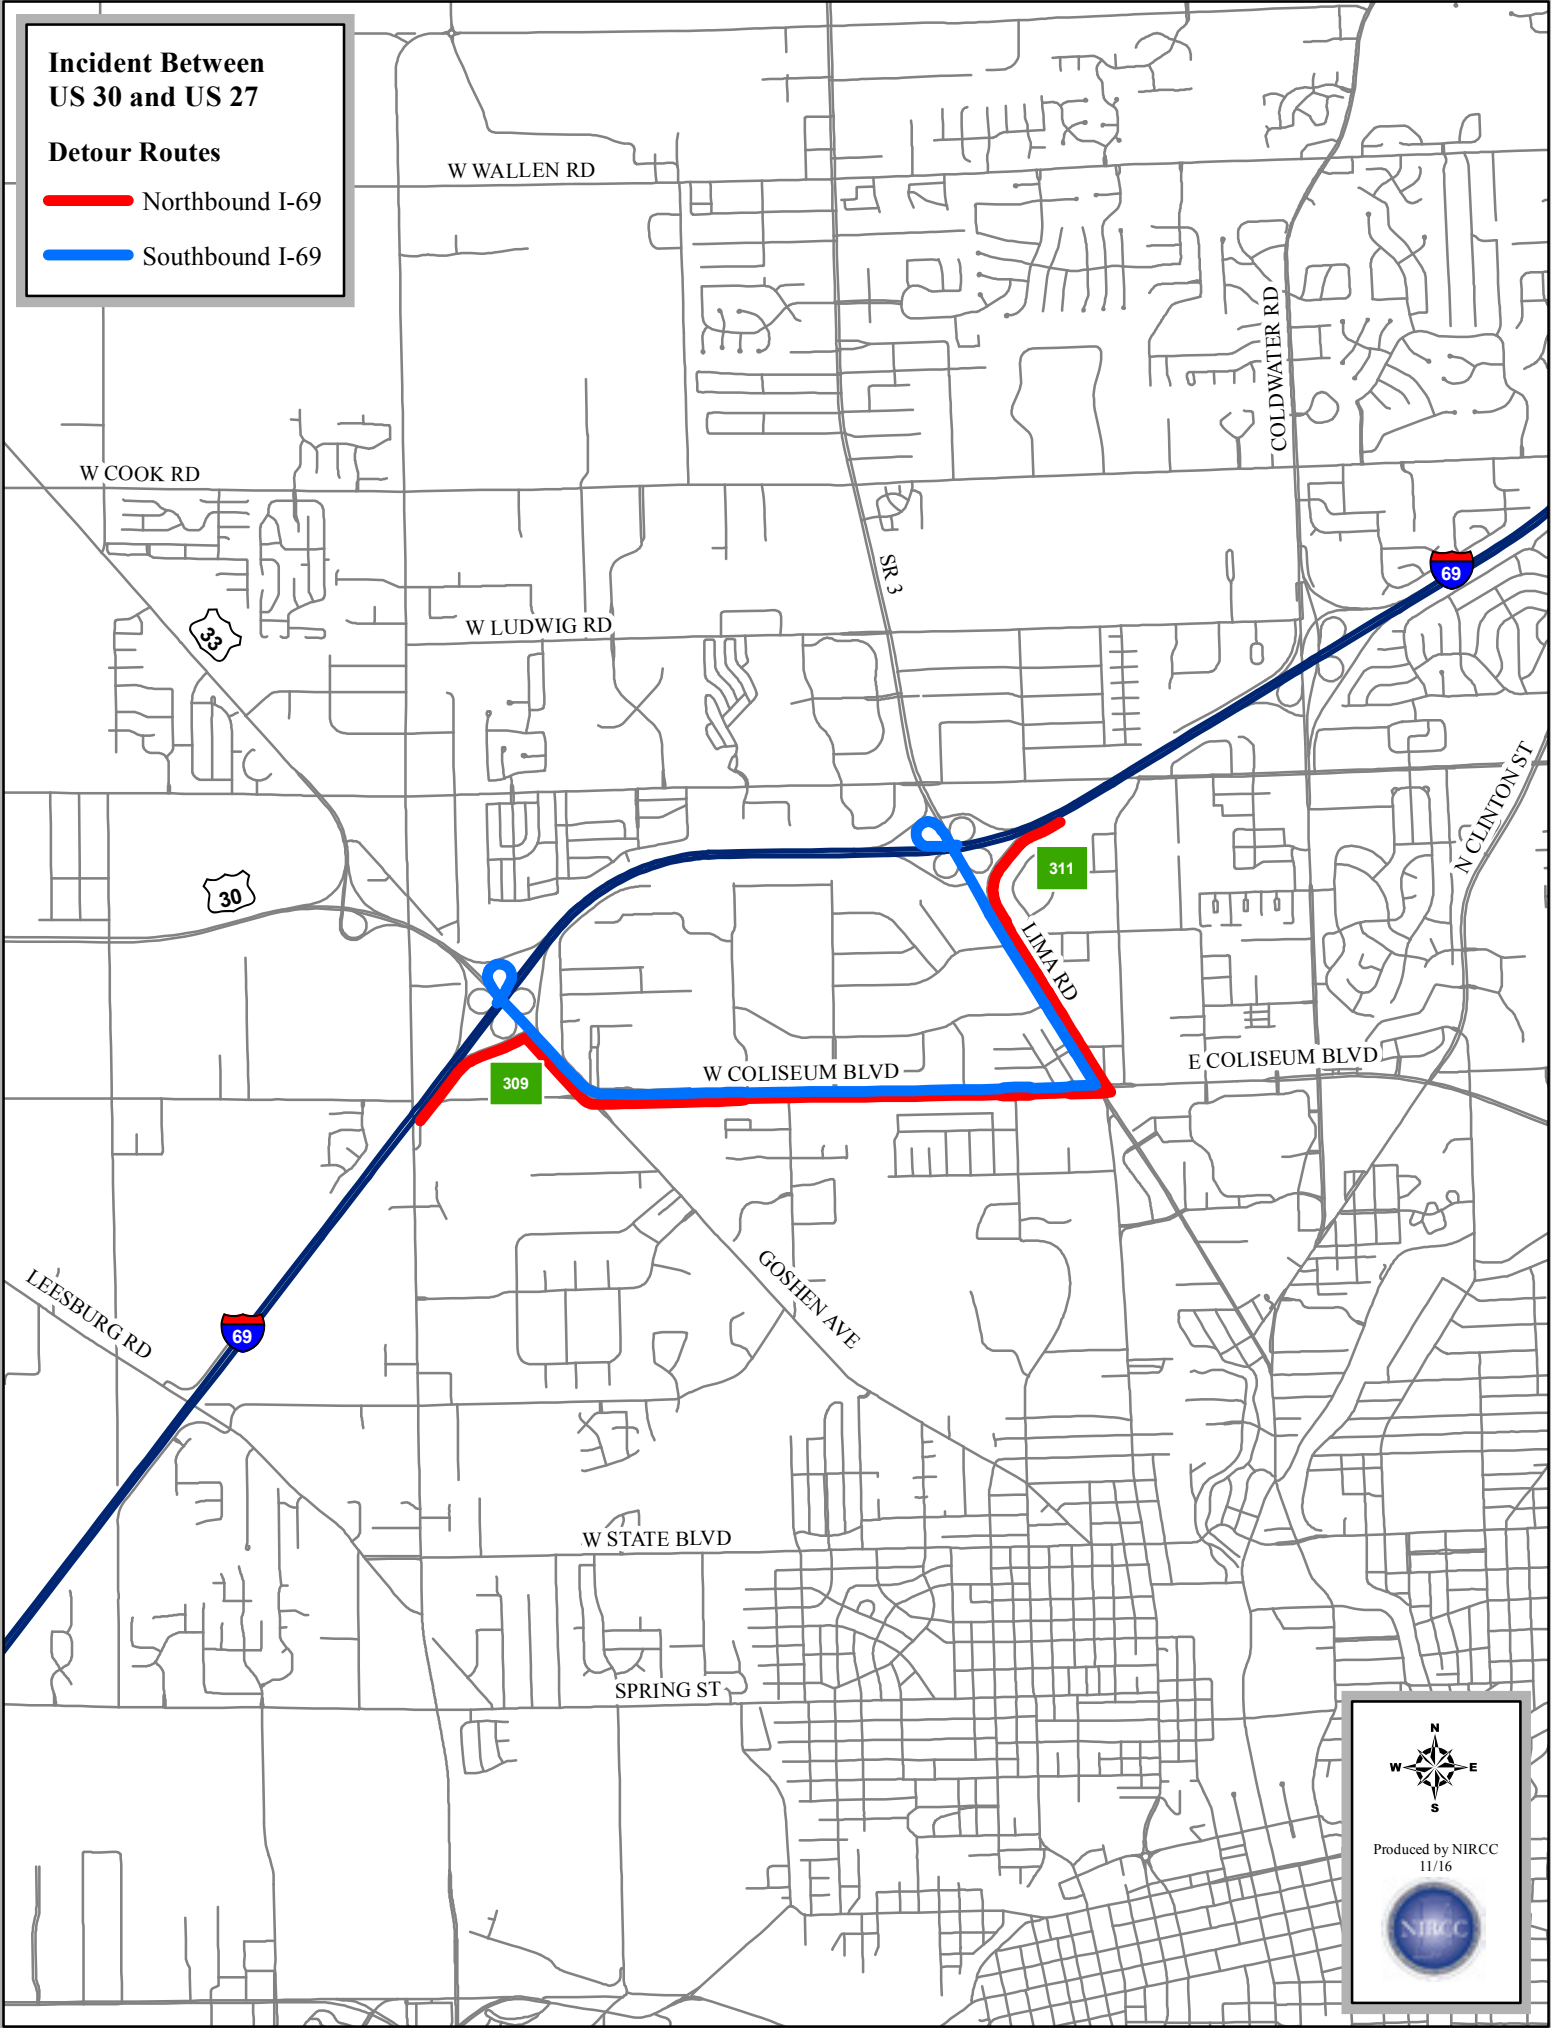 Incident Between
US 30 and US 27
Detour Routes
Northbound I-69
Southbound I-69
W WALLEN RD
COLDWATER RD
W COOK RD
SR 3
69
33
W LUDWIG RD
N CLINTON ST
30
311
LIMA RD
309
W COLISEUM BLVD
E COLISEUM BLVD
GOSHEN AVE
LEESBURG RD
69
W STATE BLVD
SPRING ST
N
W E
S
Produced by NIRCC
11/16
NIRCC